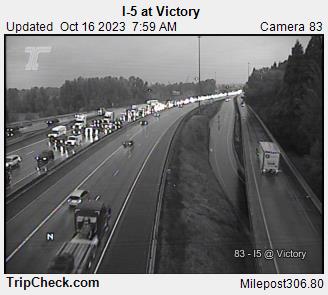 I-5 at Victory
Updated Oct 16 2023 7:59 AM Camera 83
N
83 - I5 @ Victory
TripCheck.com Milepost306.80